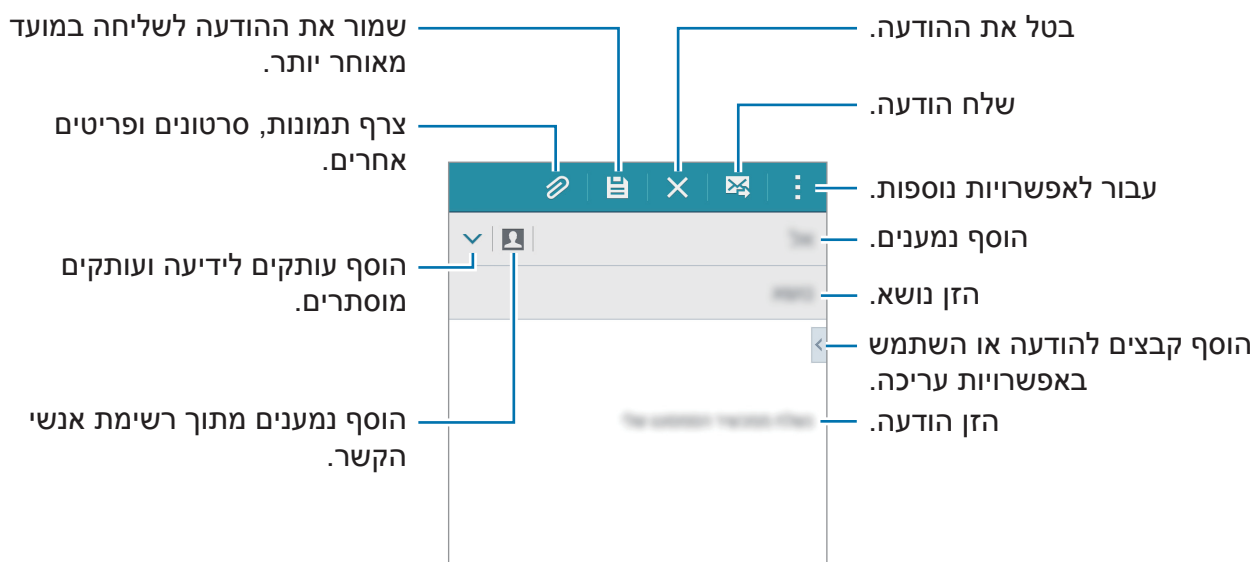 בטל את ההודעה.
שלח הודעה.
עבור לאפשרויות נוספות.
הוסף נמענים.
הזן נושא.
הוסף קבצים להודעה או השתמש
באפשרויות עריכה.
הזן הודעה.
שמור את ההודעה לשליחה במועד
מאוחר יותר.
צרף תמונות, סרטונים ופריטים
אחרים.
הוסף עותקים לידיעה ועותקים
מוסתרים.
הוסף נמענים מתוך רשימת אנשי
הקשר.